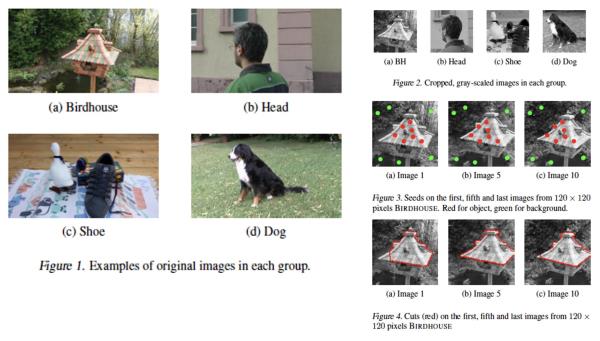 (a) Birdhouse
(b) Head
(c) Shoe
(d) Dog
Figure 1. Examples of original images in each group.
(a) BH
(b) Head
(c) Shoe
(d) Dog
Figure 2. Cropped, gray-scaled images in each group.
(a) Image 1
(b) Image 5
(c) Image 10
Figure 3. Seeds on the first, fifth and last images from 120 × 120
pixels BIRDHOUSE. Red for object, green for background.
(a) Image 1
(b) Image 5
(c) Image 10
Figure 4. Cuts (red) on the first, fifth and last images from 120 ×
120 pixels BIRDHOUSE